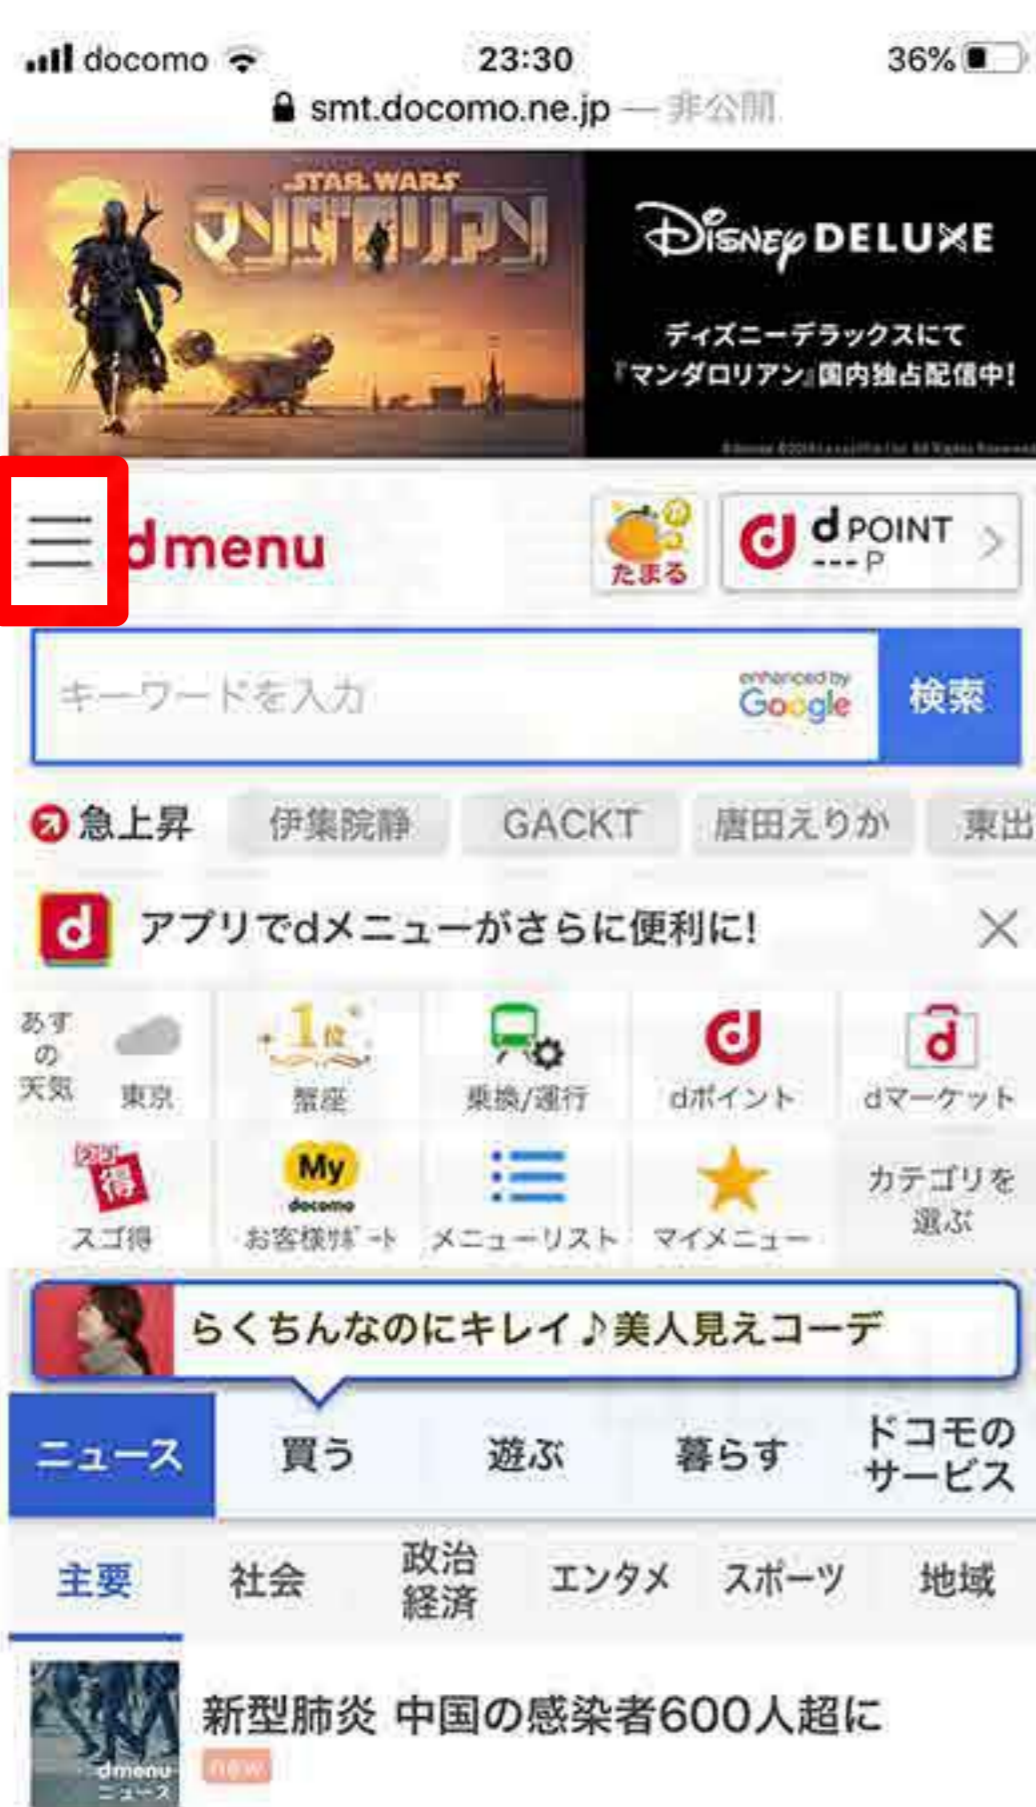 docomo 23:30 36%
smt.docomo.ne.jp — 非公開
STAR WARS
マンダロリアン
Disney DELUXE
ディズニーデラックスにて
『マンダロリアン』国内独占配信中!
dmenu
たまる
d POINT
--- P
キーワードを入力
enhanced by
Google
検索
急上昇 伊集院静 GACKT 唐田えりか 東出
d アプリでdメニューがさらに便利に!
あす
の
天気
東京
1位
蟹座
乗換/運行
dポイント
d
dマーケット
得
スゴ得
My
docomo
お客様サポート
メニューリスト
マイメニュー
カテゴリを
選ぶ
らくちんなのにキレイ♪美人見えコーデ
ニュース 買う 遊ぶ 暮らす
ドコモの
サービス
主要 社会
政治
経済
エンタメ スポーツ 地域
新型肺炎 中国の感染者600人超に
new
dmenu
ニュース